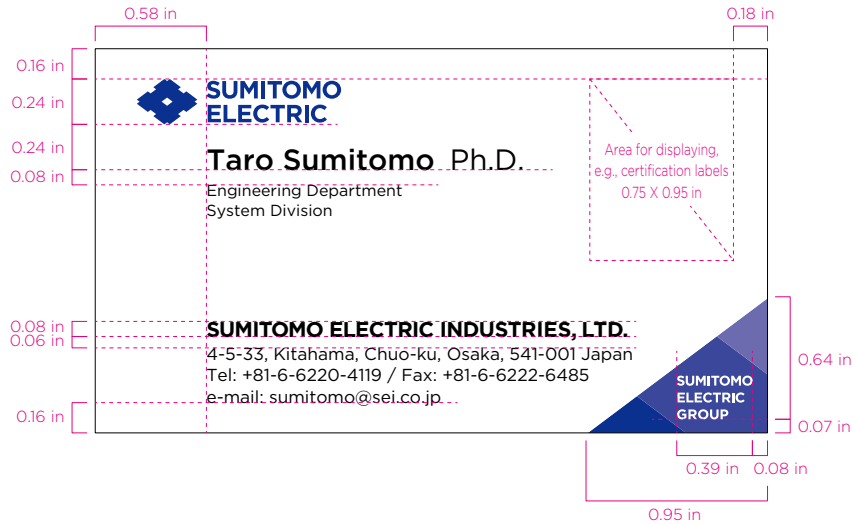 0.58 in
0.18 in
0.16 in
0.24 in
0.24 in
0.08 in
SUMITOMO
ELECTRIC
Taro Sumitomo Ph.D.
Engineering Department
System Division
Area for displaying,
e.g., certification labels
0.75 X 0.95 in
0.08 in
0.06 in
0.16 in
SUMITOMO ELECTRIC INDUSTRIES, LTD.
4-5-33, Kitahama, Chuo-ku, Osaka, 541-001 Japan
Tel: +81-6-6220-4119 / Fax: +81-6-6222-6485
e-mail: sumitomo@sei.co.jp
SUMITOMO
ELECTRIC
GROUP
0.64 in
0.07 in
0.39 in
0.08 in
0.95 in